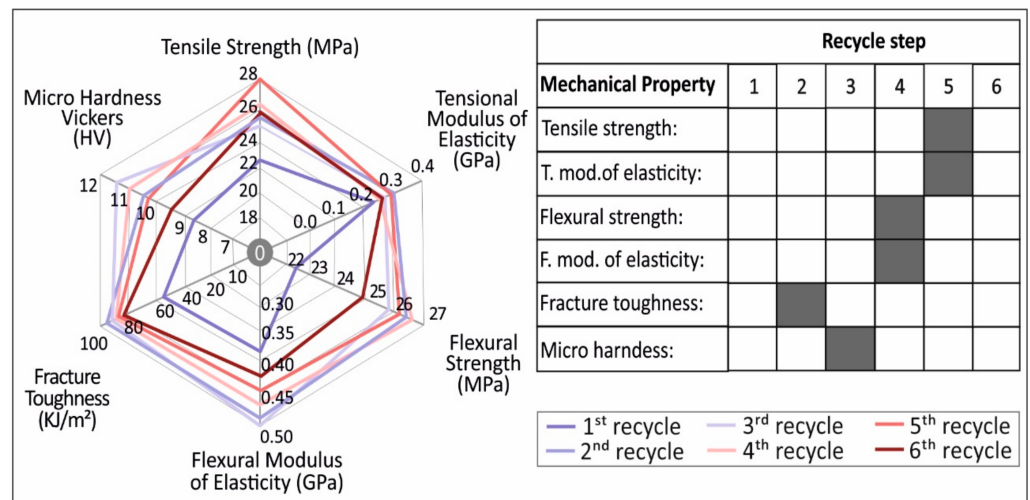 Tensile Strength (MPa)
28
26
24
22
20
18
Tensional
Modulus of
Elasticity
(GPa)
0.4
0.3
0.2
0.1
0.0
Micro Hardness
Vickers
(HV)
12
11
10
9
8
7
0
22
23
24
25
26
27
Flexural
Strength
(MPa)
10
20
40
60
80
100
Fracture
Toughness
(KJ/m²)
0.30
0.35
0.40
0.45
0.50
Flexural Modulus
of Elasticity (GPa)
Recycle step
Mechanical Property 1 2 3 4 5 6
Tensile strength:
T. mod.of elasticity:
Flexural strength:
F. mod. of elasticity:
Fracture toughness:
Micro harndess:
1st recycle 3rd recycle 5th recycle
2nd recycle 4th recycle 6th recycle